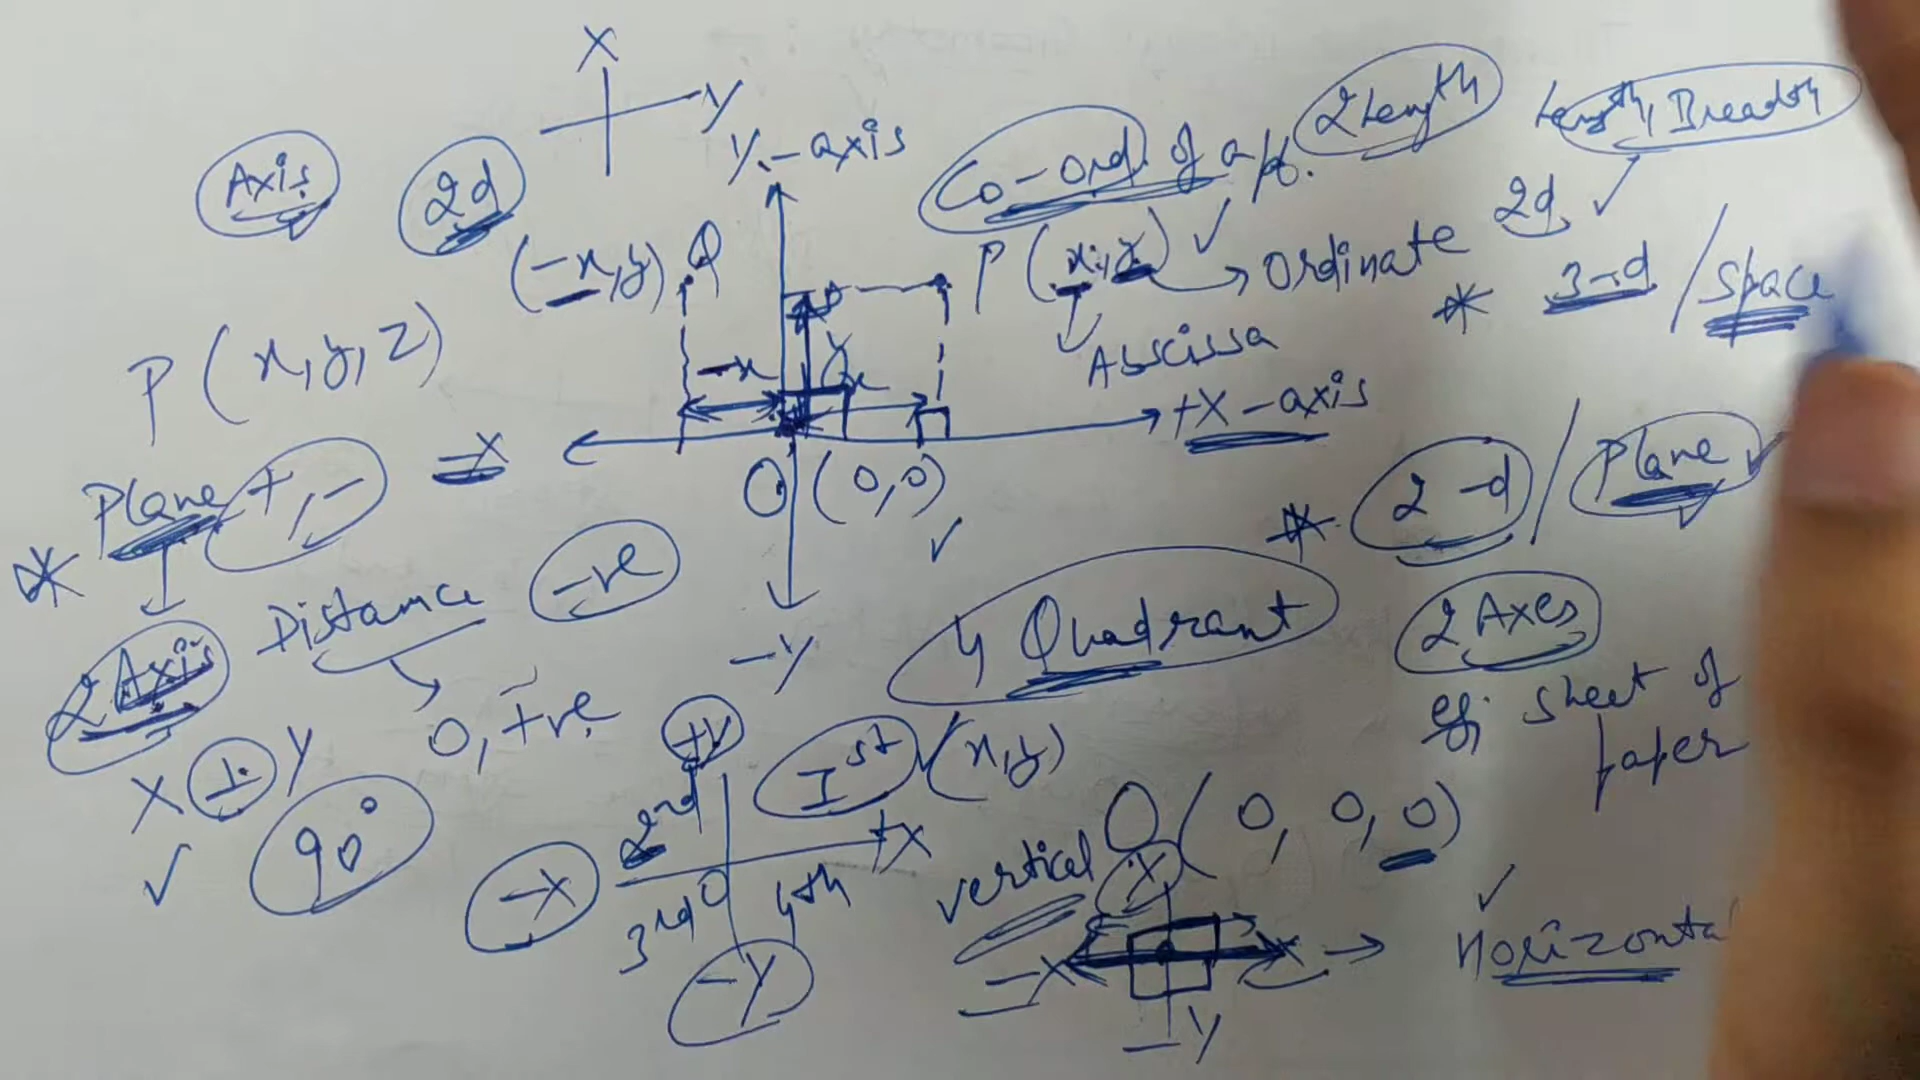 X
Y
Y-axis
Axis
2d
Co-Ord. of a pt.
2 Length
Length, Breadth
2d
(-x,y) Q
P (x,y)
Ordinate
Abscissa
* 3-d / Space
P (x,y,z)
-x
y
x
-X
+X-axis
O (0,0)
* 2-d / Plane
* Plane +,-
2 Axis
Distance
-ve
0, +ve
-Y
4 Quadrant
2 Axes
eg: sheet of
paper
X ⊥ Y
90°
+Y
2nd
Ist (x,y)
-X
+X
3rd
O
4th
-Y
O (0, 0, 0)
vertical
Y
-X
X
Horizonta
-Y